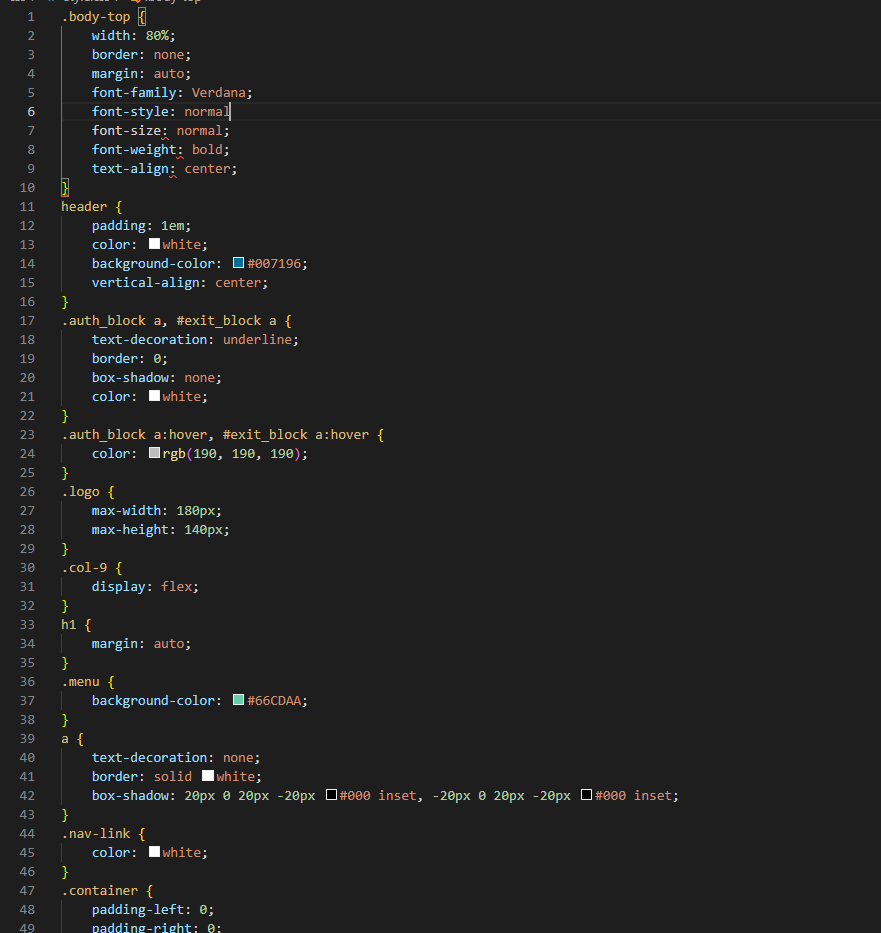 1 .body-top {
2 width: 80%;
3 border: none;
4 margin: auto;
5 font-family: Verdana;
6 font-style: normal
7 font-size: normal;
8 font-weight: bold;
9 text-align: center;
10 }
11 header {
12 padding: 1em;
13 color: white;
14 background-color: #007196;
15 vertical-align: center;
16 }
17 .auth_block a, #exit_block a {
18 text-decoration: underline;
19 border: 0;
20 box-shadow: none;
21 color: white;
22 }
23 .auth_block a:hover, #exit_block a:hover {
24 color: rgb(190, 190, 190);
25 }
26 .logo {
27 max-width: 180px;
28 max-height: 140px;
29 }
30 .col-9 {
31 display: flex;
32 }
33 h1 {
34 margin: auto;
35 }
36 .menu {
37 background-color: #66CDAA;
38 }
39 a {
40 text-decoration: none;
41 border: solid white;
42 box-shadow: 20px 0 20px -20px #000 inset, -20px 0 20px -20px #000 inset;
43 }
44 .nav-link {
45 color: white;
46 }
47 .container {
48 padding-left: 0;
49 padding-right: 0;